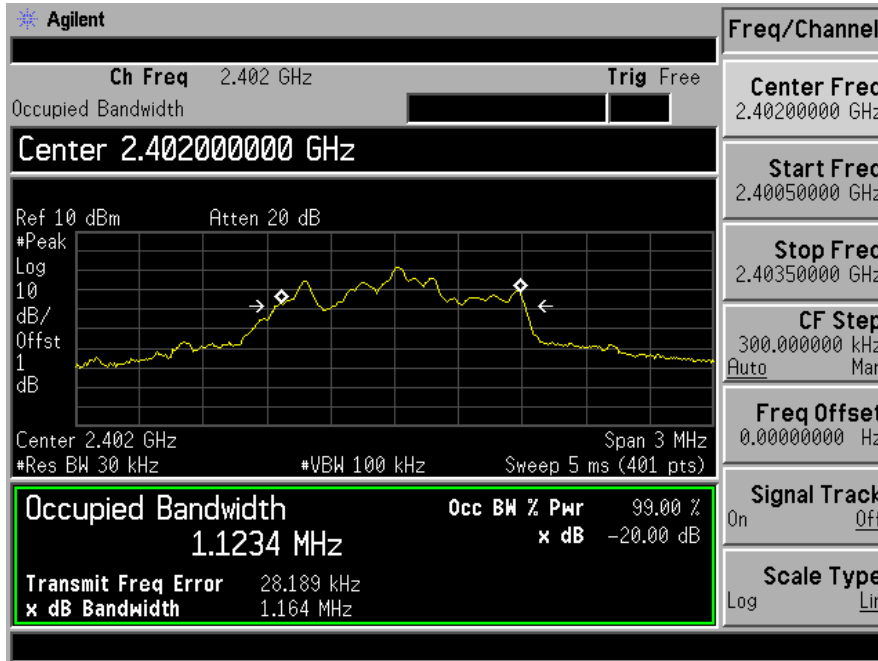 Agilent
Ch Freq 2.402 GHz Trig Free
Occupied Bandwidth
Center 2.402000000 GHz
Ref 10 dBm Atten 20 dB
#Peak
Log
10
dB/
Offst
1
dB
Center 2.402 GHz Span 3 MHz
#Res BW 30 kHz #VBW 100 kHz Sweep 5 ms (401 pts)
Occupied Bandwidth
1.1234 MHz
Occ BW % Pwr 99.00 %
x dB -20.00 dB
Transmit Freq Error 28.189 kHz
x dB Bandwidth 1.164 MHz
Freq/Channel
Center Freq
2.40200000 GHz
Start Freq
2.40050000 GHz
Stop Freq
2.40350000 GHz
CF Step
300.000000 kHz
Auto Man
Freq Offset
0.00000000 Hz
Signal Track
On Off
Scale Type
Log Lin